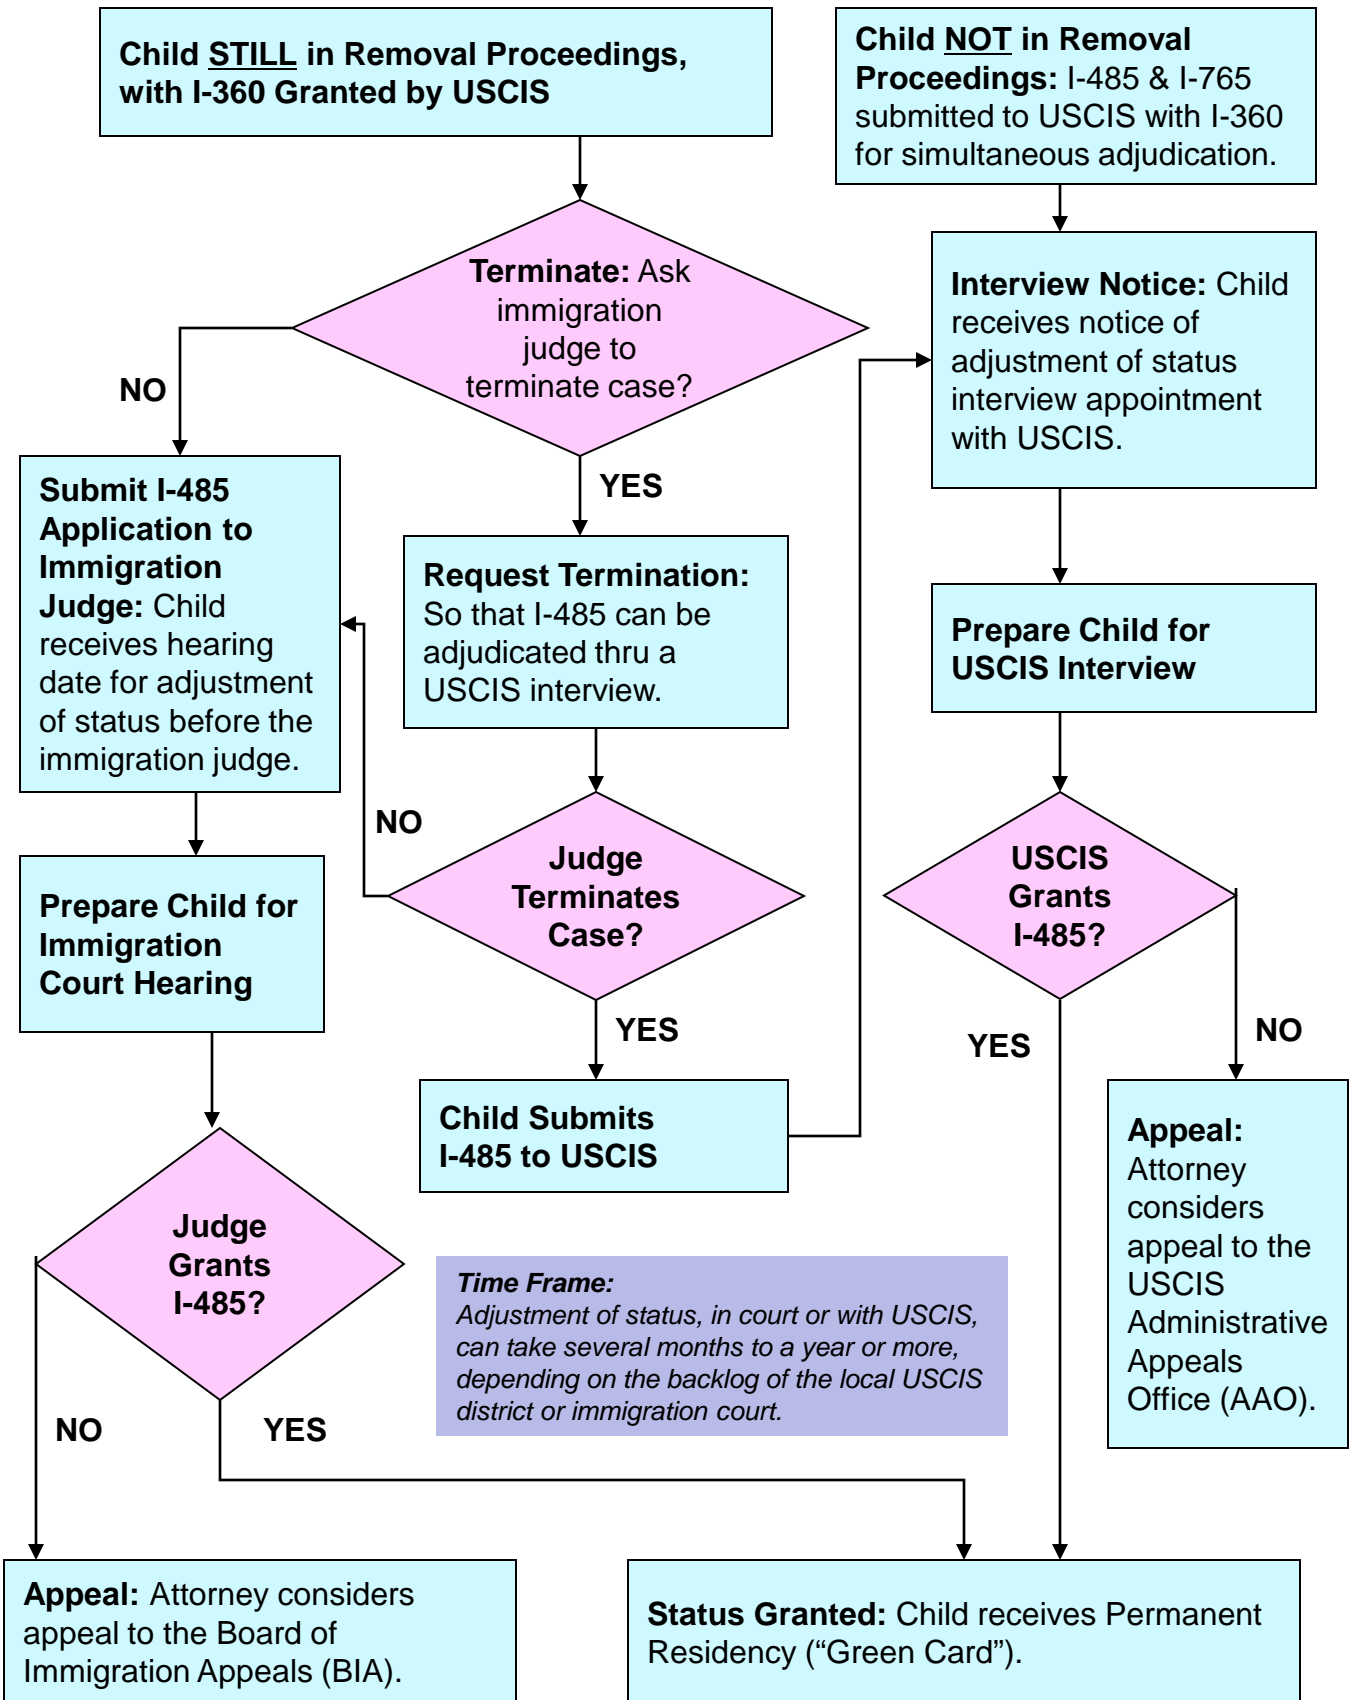 Child STILL in Removal Proceedings,
with I-360 Granted by USCIS
Child NOT in Removal
Proceedings: I-485 & I-765
submitted to USCIS with I-360
for simultaneous adjudication.
Terminate: Ask
immigration
judge to
terminate case?
Interview Notice: Child
receives notice of
adjustment of status
interview appointment
with USCIS.
NO
YES
Submit I-485
Application to
Immigration
Judge: Child
receives hearing
date for adjustment
of status before the
immigration judge.
Request Termination:
So that I-485 can be
adjudicated thru a
USCIS interview.
Prepare Child for
USCIS Interview
NO
Judge
Terminates
Case?
USCIS
Grants
I-485?
Prepare Child for
Immigration
Court Hearing
YES
YES
NO
Child Submits
I-485 to USCIS
Appeal:
Attorney
considers
appeal to the
USCIS
Administrative
Appeals
Office (AAO).
Judge
Grants
I-485?
Time Frame:
Adjustment of status, in court or with USCIS,
can take several months to a year or more,
depending on the backlog of the local USCIS
district or immigration court.
NO
YES
Appeal: Attorney considers
appeal to the Board of
Immigration Appeals (BIA).
Status Granted: Child receives Permanent
Residency (“Green Card”).